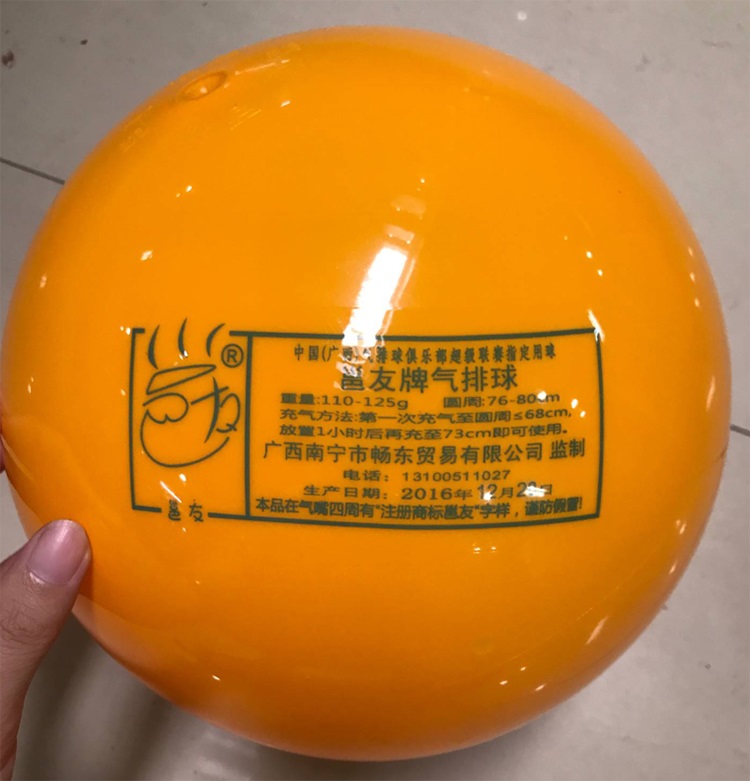 ®
邕友
中国(广西)气排球俱乐部超级联赛指定用球
邕友牌气排球
重量:110-125g 圆周:76-80cm
充气方法:第一次充气至圆周≤68cm,
放置1小时后再充至73cm即可使用。
广西南宁市畅东贸易有限公司 监制
电话：13100511027
生产日期：2016年12月 日
本品在气嘴四周有"注册商标邕友"字样，谨防假冒!